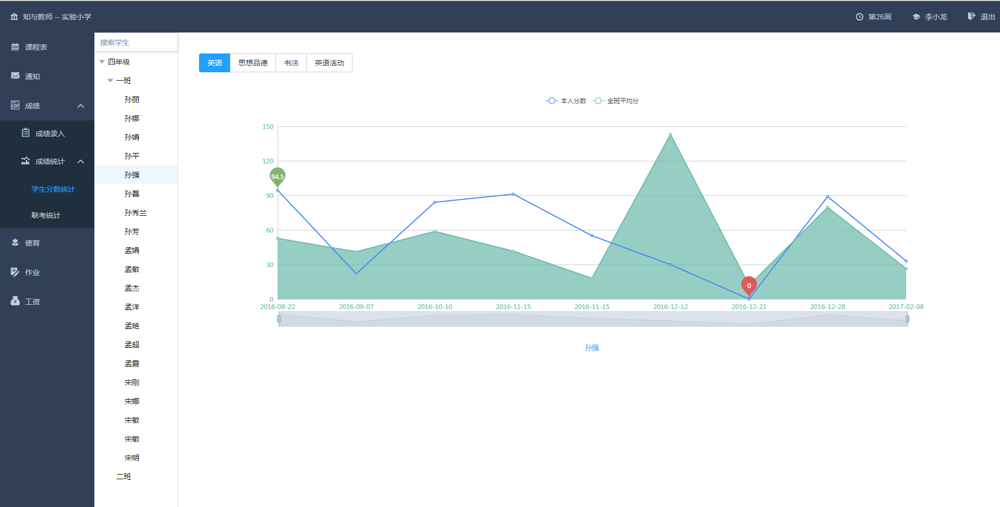 知与教师 -- 实验小学
第26周
李小龙
退出
课程表
通知
成绩
成绩录入
成绩统计
学生分数统计
联考统计
德育
作业
工资
搜索学生
四年级
一班
孙丽
孙娜
孙娟
孙平
孙强
孙磊
孙秀兰
孙芳
孟娟
孟敏
孟杰
孟洋
孟艳
孟超
孟霞
宋刚
宋娜
宋敏
宋敏
宋明
二班
英语 思想品德 书法 英语活动
本人分数 全班平均分
150
120
94.5
90
60
30
0
0
2016-08-22 2016-09-07 2016-10-10 2016-11-15 2016-11-15 2016-12-12 2016-12-21 2016-12-28 2017-02-08
孙强